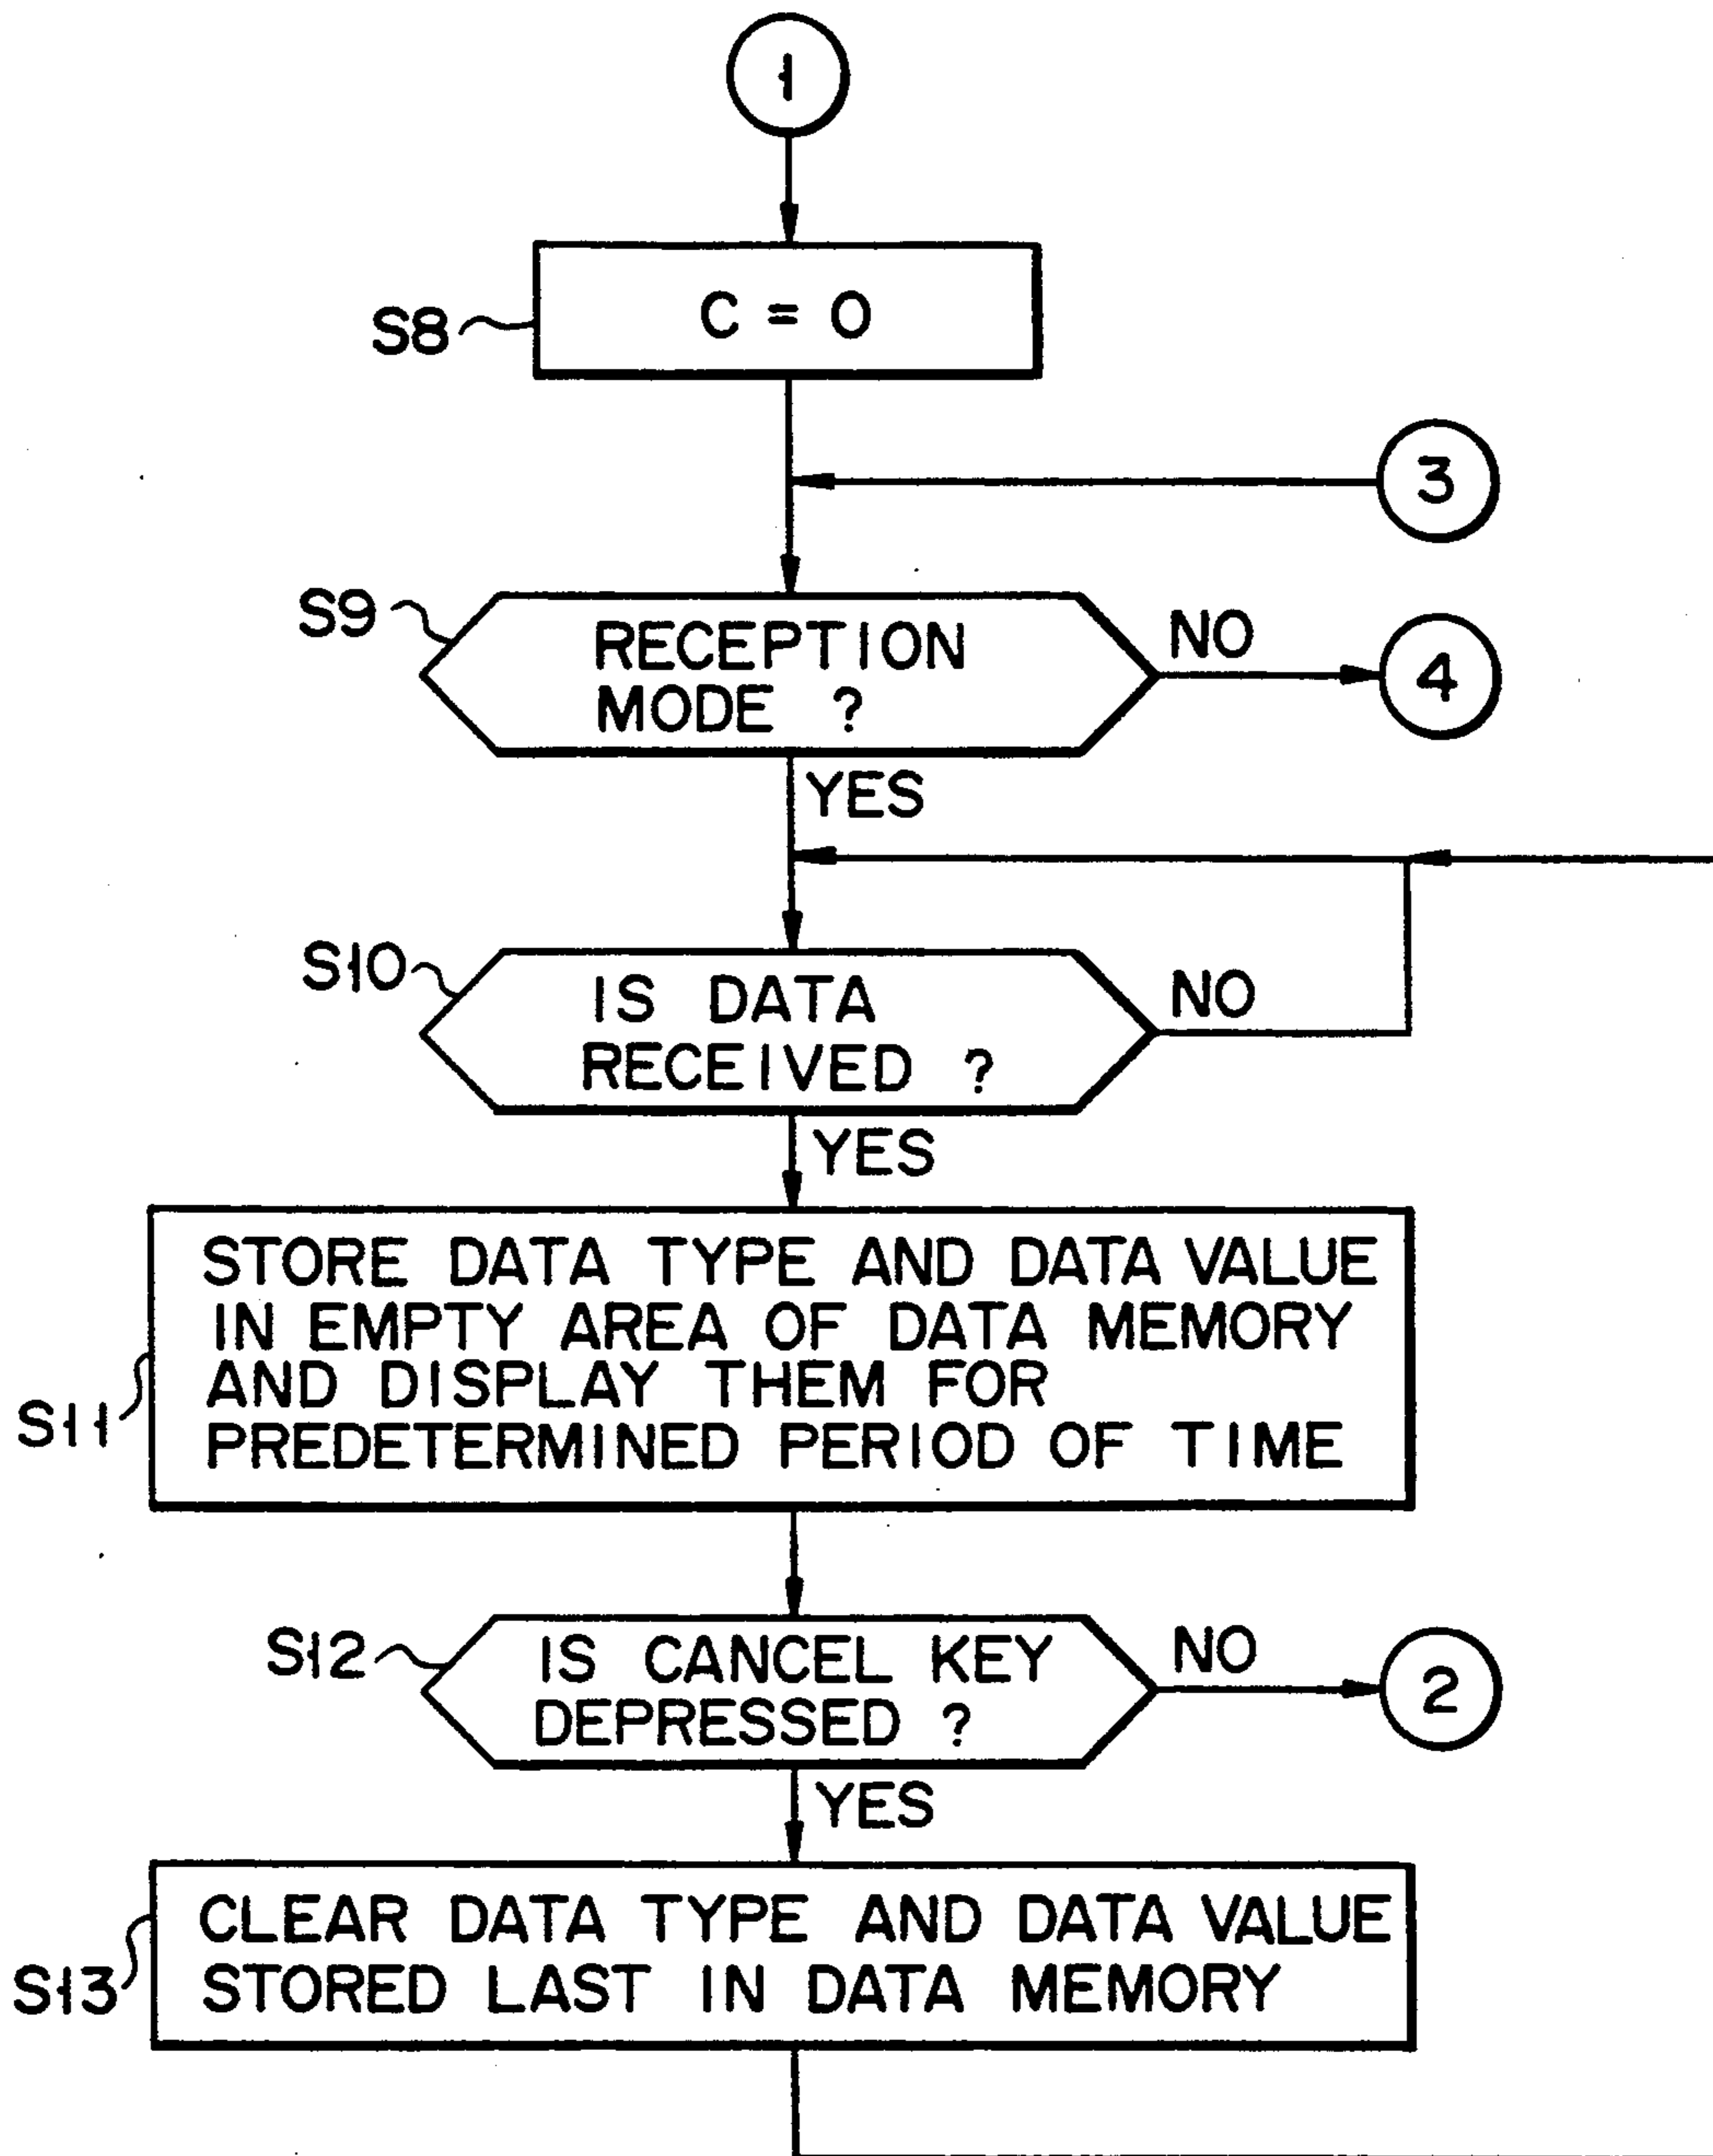 1
C = 0
S8
3
S9
RECEPTION
MODE ?
NO
4
YES
S10
IS DATA
RECEIVED ?
NO
YES
STORE DATA TYPE AND DATA VALUE
IN EMPTY AREA OF DATA MEMORY
AND DISPLAY THEM FOR
PREDETERMINED PERIOD OF TIME
S11
S12
IS CANCEL KEY
DEPRESSED ?
NO
2
YES
CLEAR DATA TYPE AND DATA VALUE
STORED LAST IN DATA MEMORY
S13